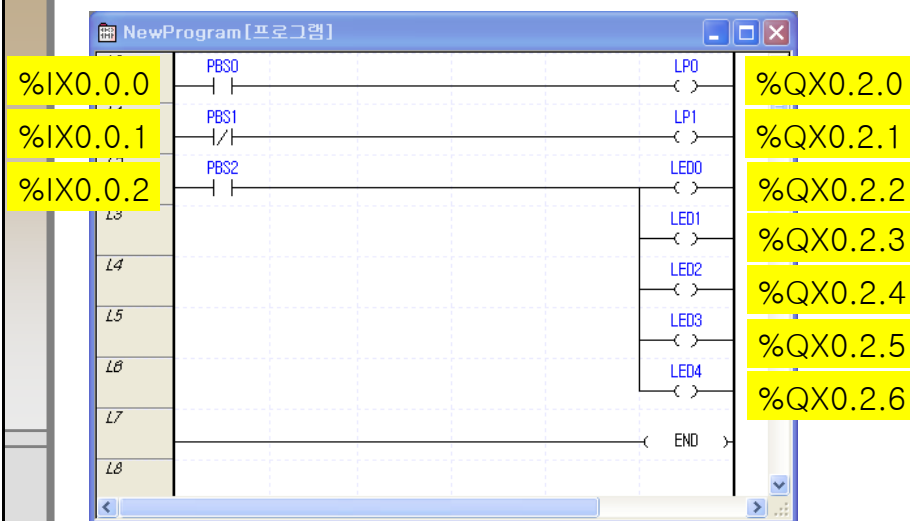 NewProgram[프로그램]
PBS0 LP0
%IX0.0.0 %QX0.2.0
PBS1 LP1
%IX0.0.1 %QX0.2.1
PBS2 LED0
%IX0.0.2 %QX0.2.2
L3 LED1
%QX0.2.3
L4 LED2
%QX0.2.4
L5 LED3
%QX0.2.5
L6 LED4
%QX0.2.6
L7
END
L8